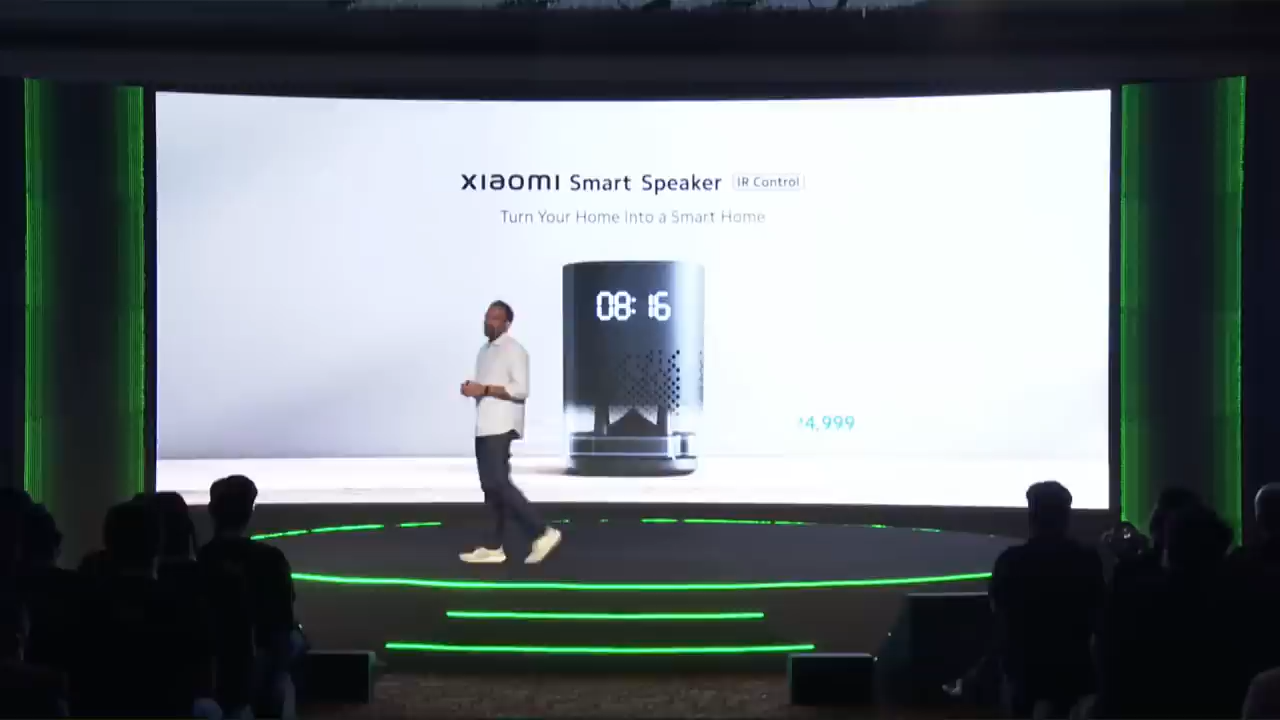 xiaomi Smart Speaker IR Control
Turn Your Home Into a Smart Home
08:16
₹4,999